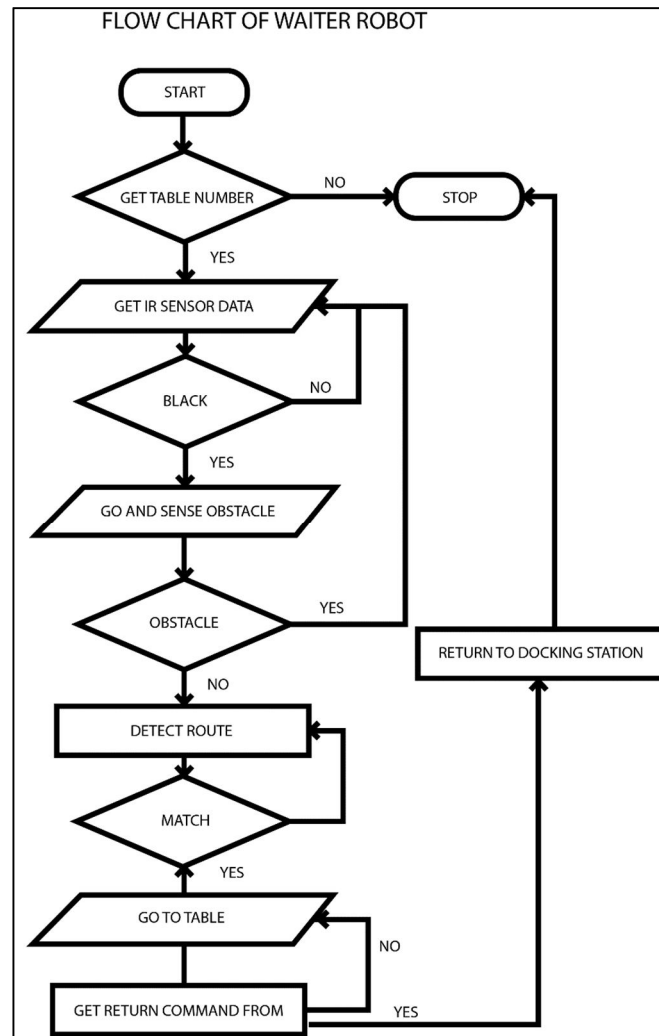 FLOW CHART OF WAITER ROBOT
START
GET TABLE NUMBER
NO
STOP
YES
GET IR SENSOR DATA
BLACK
NO
YES
GO AND SENSE OBSTACLE
OBSTACLE
YES
RETURN TO DOCKING STATION
NO
DETECT ROUTE
MATCH
YES
GO TO TABLE
NO
GET RETURN COMMAND FROM
YES